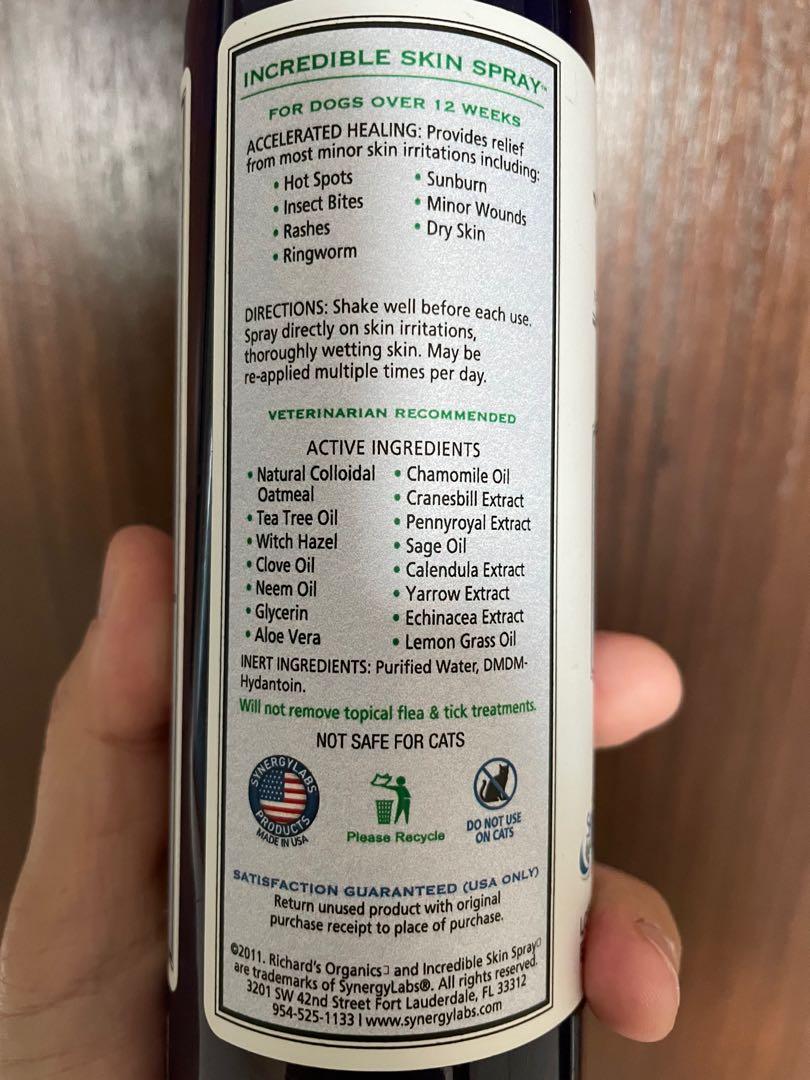 INCREDIBLE SKIN SPRAY™
FOR DOGS OVER 12 WEEKS
ACCELERATED HEALING: Provides relief
from most minor skin irritations including:
• Hot Spots
• Insect Bites
• Rashes
• Ringworm
• Sunburn
• Minor Wounds
• Dry Skin
DIRECTIONS: Shake well before each use.
Spray directly on skin irritations,
thoroughly wetting skin. May be
re-applied multiple times per day.
VETERINARIAN RECOMMENDED
ACTIVE INGREDIENTS
• Natural Colloidal
Oatmeal
• Tea Tree Oil
• Witch Hazel
• Clove Oil
• Neem Oil
• Glycerin
• Aloe Vera
• Chamomile Oil
• Cranesbill Extract
• Pennyroyal Extract
• Sage Oil
• Calendula Extract
• Yarrow Extract
• Echinacea Extract
• Lemon Grass Oil
INERT INGREDIENTS: Purified Water, DMDM-
Hydantoin.
Will not remove topical flea & tick treatments.
NOT SAFE FOR CATS
SYNERGYLABS
PRODUCTS
MADE IN USA
Please Recycle
DO NOT USE
ON CATS
SATISFACTION GUARANTEED (USA ONLY)
Return unused product with original
purchase receipt to place of purchase.
©2011. Richard's Organics and Incredible Skin Spray
are trademarks of SynergyLabs®. All rights reserved.
3201 SW 42nd Street Fort Lauderdale, FL 33312
954-525-1133 | www.synergylabs.com